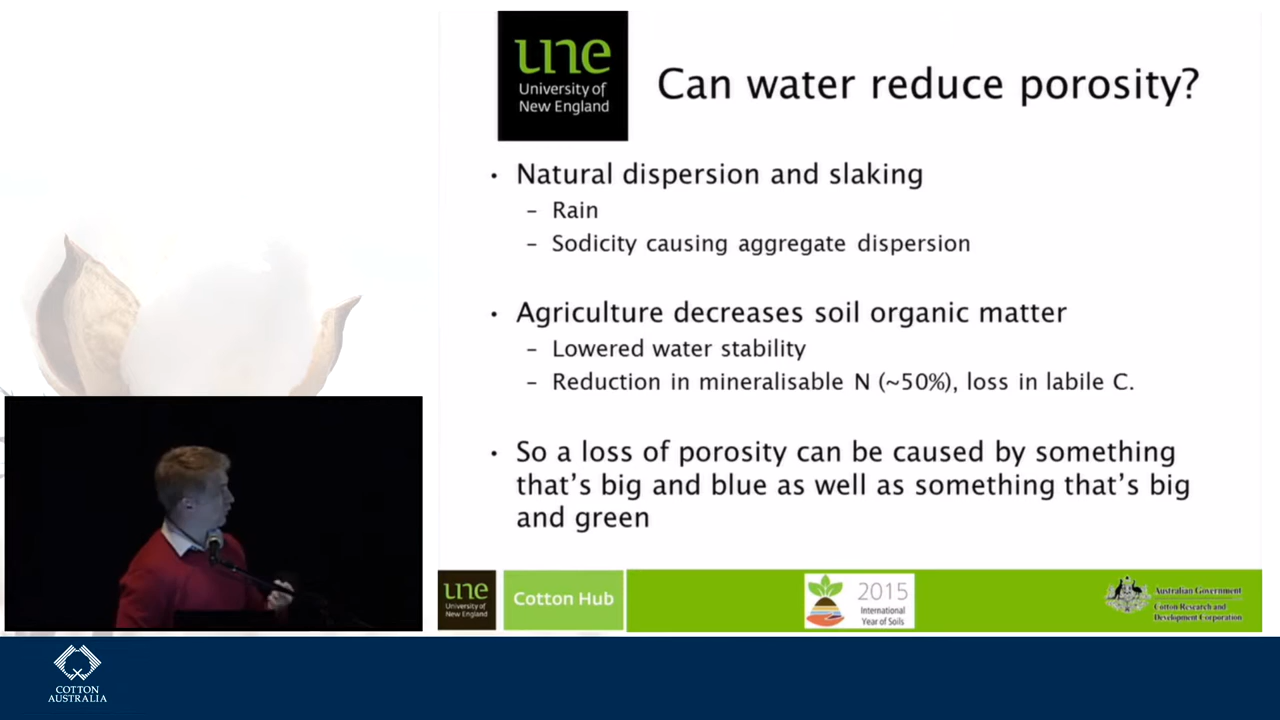 une
University of
New England
Can water reduce porosity?
• Natural dispersion and slaking
– Rain
– Sodicity causing aggregate dispersion
• Agriculture decreases soil organic matter
– Lowered water stability
– Reduction in mineralisable N (~50%), loss in labile C.
• So a loss of porosity can be caused by something
that's big and blue as well as something that's big
and green
une
University of
New England
Cotton Hub
2015
International
Year of Soils
Australian Government
Cotton Research and
Development Corporation
COTTON
AUSTRALIA